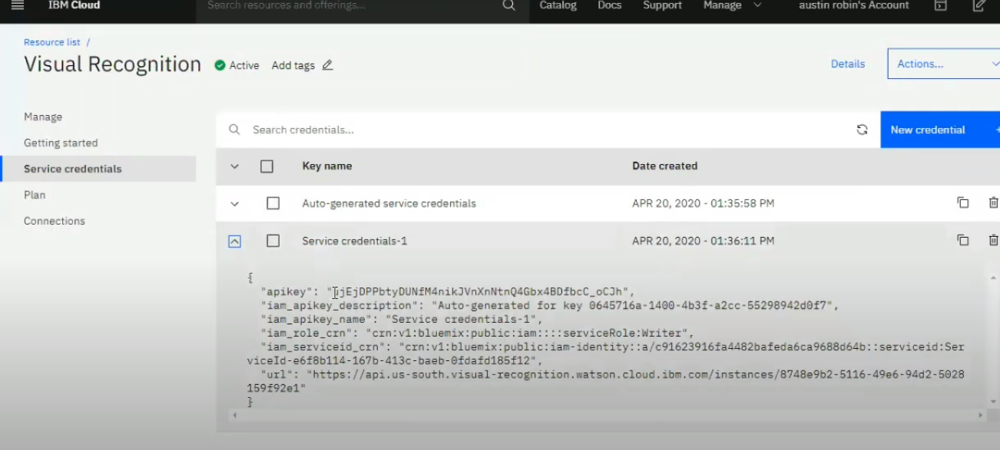 IBM Cloud Search resources and offerings... Catalog Docs Support Manage austin robin's Account
Resource list /
Visual Recognition Active Add tags Details Actions...
Manage
Getting started
Service credentials
Plan
Connections
Search credentials... New credential +
Key name Date created
Auto-generated service credentials APR 20, 2020 - 01:35:58 PM
Service credentials-1 APR 20, 2020 - 01:36:11 PM
{
"apikey":
"iam_apikey_description": "Auto-generated for key 0645716a-1400-4b3f-a2cc-55298942d0f7",
"iam_apikey_name": "Service credentials-1",
"iam_role_crn": "crn:v1:bluemix:public:iam::::serviceRole:Writer",
"iam_serviceid_crn": "crn:v1:bluemix:public:iam-identity::a/c91623916fa4482bafeda6ca9688d64b::serviceid:Ser
viceId-e6f8b114-167b-413c-baeb-0fdafd185f12",
"url": "https://api.us-south.visual-recognition.watson.cloud.ibm.com/instances/8748e9b2-5116-49e6-94d2-5028
159f92e1"
}